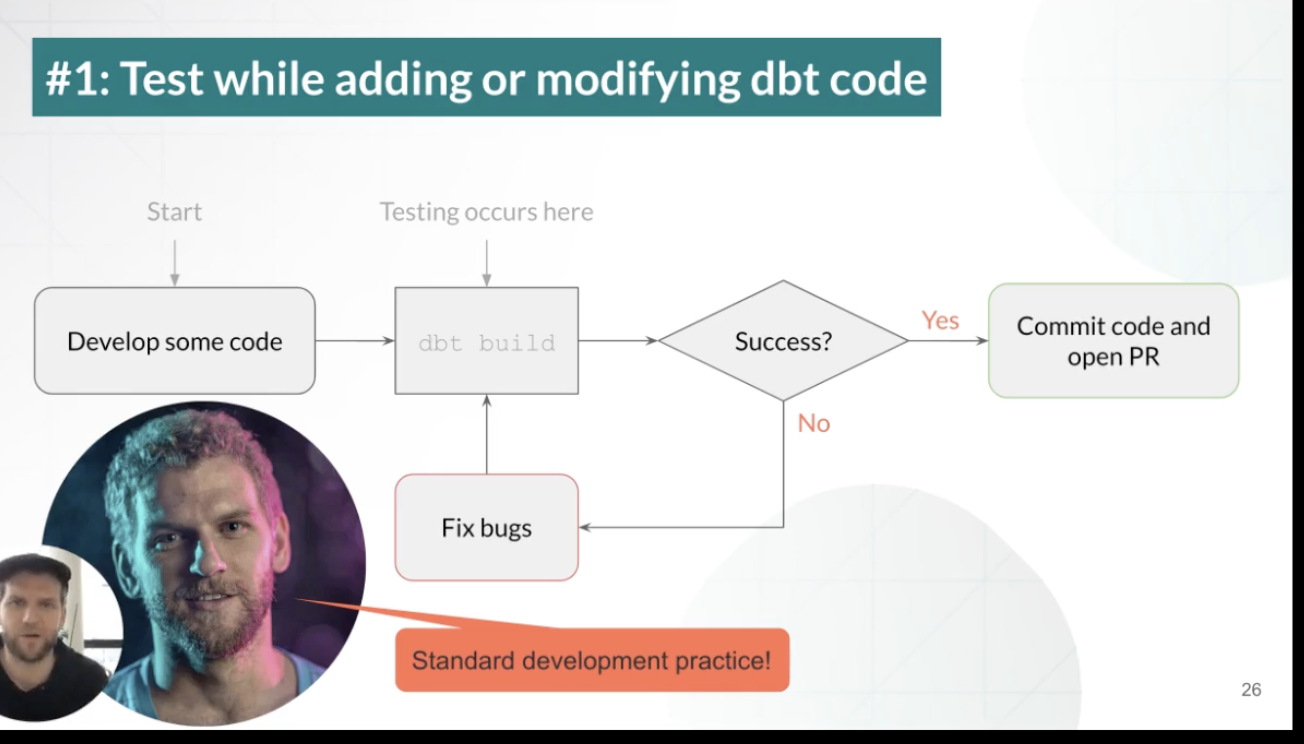 #1: Test while adding or modifying dbt code
Start
Testing occurs here
Develop some code
dbt build
Success?
Yes
Commit code and
open PR
No
Fix bugs
Standard development practice!
26